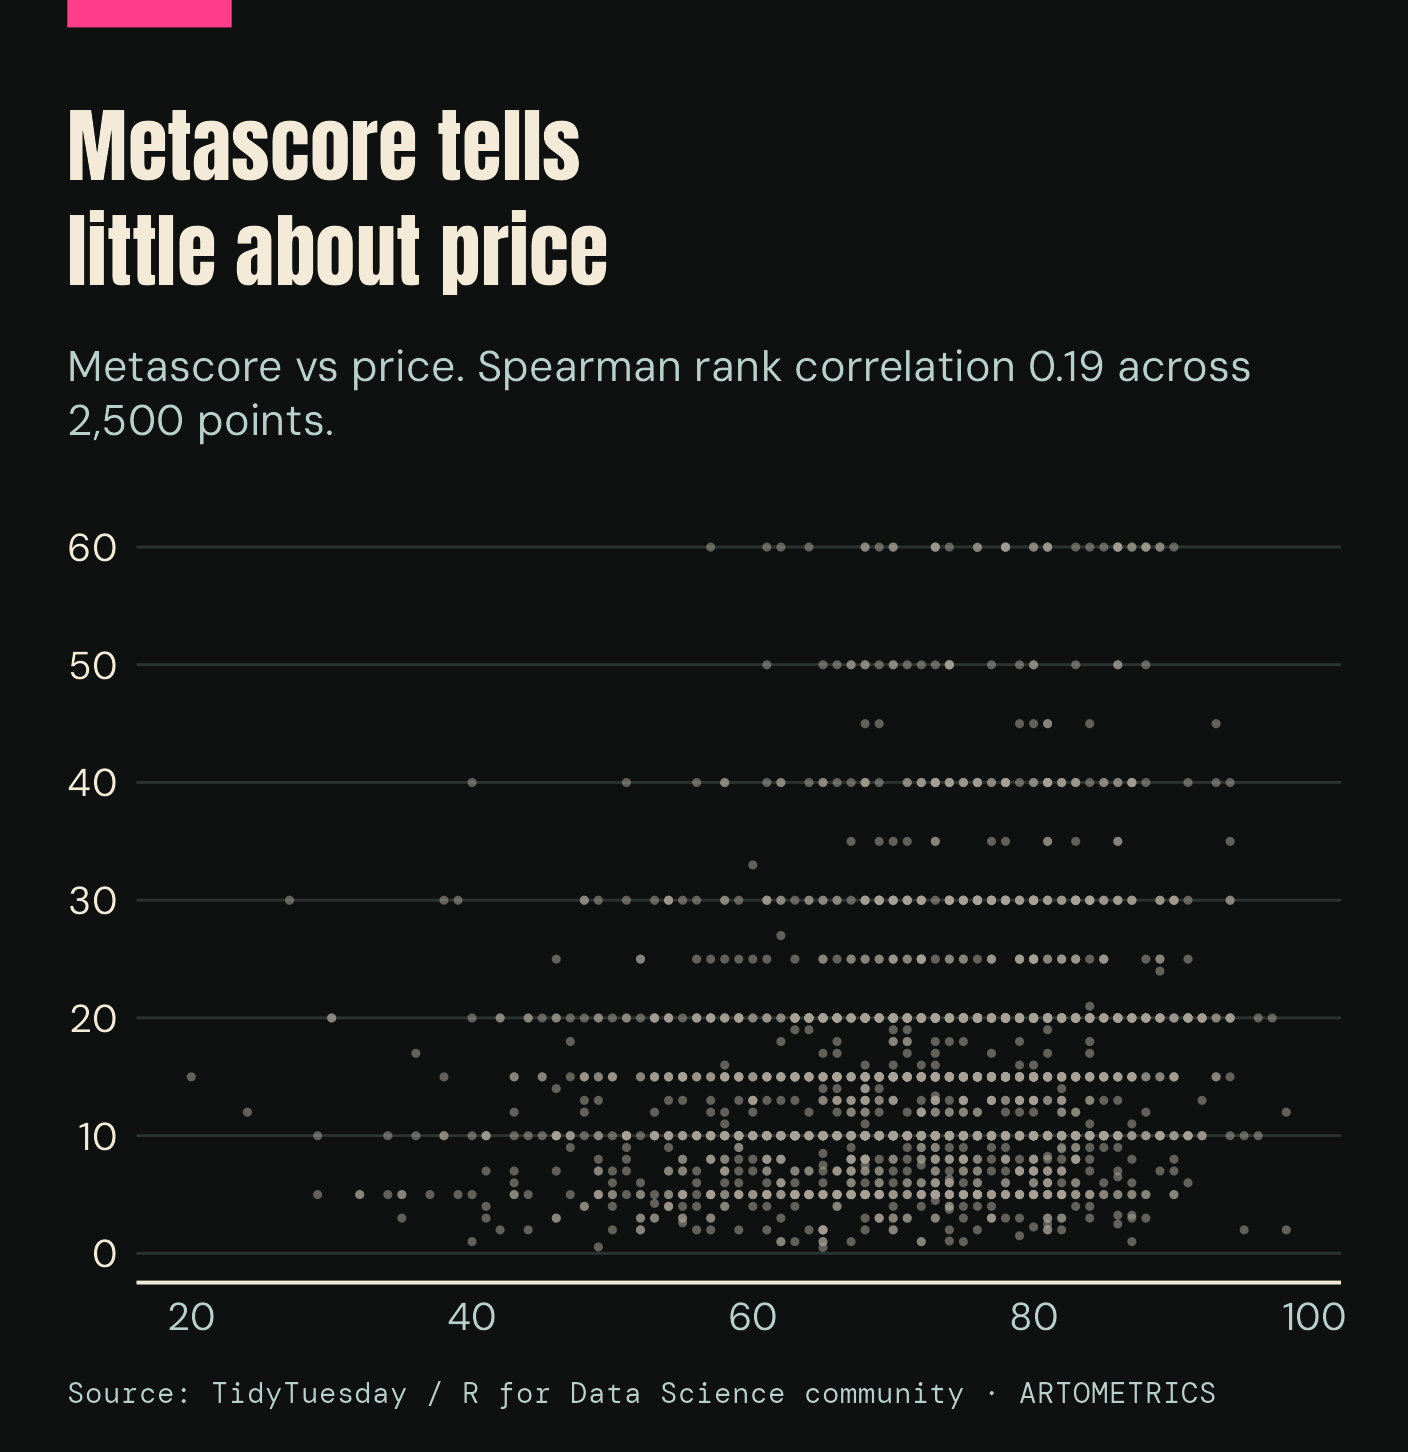 Metascore tells
little about price
Metascore vs price. Spearman rank correlation 0.19 across
2,500 points.
60
50
40
30
20
10
0
20 40 60 80 100
Source: TidyTuesday / R for Data Science community · ARTOMETRICS